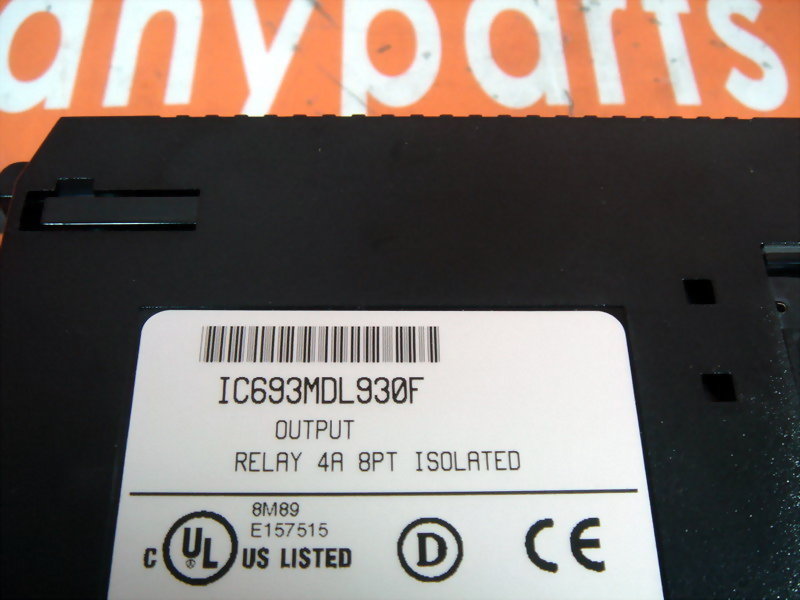 anyparts
IC693MDL930F
OUTPUT
RELAY 4A 8PT ISOLATED
8M89
E157515
C UL US LISTED
D
CE